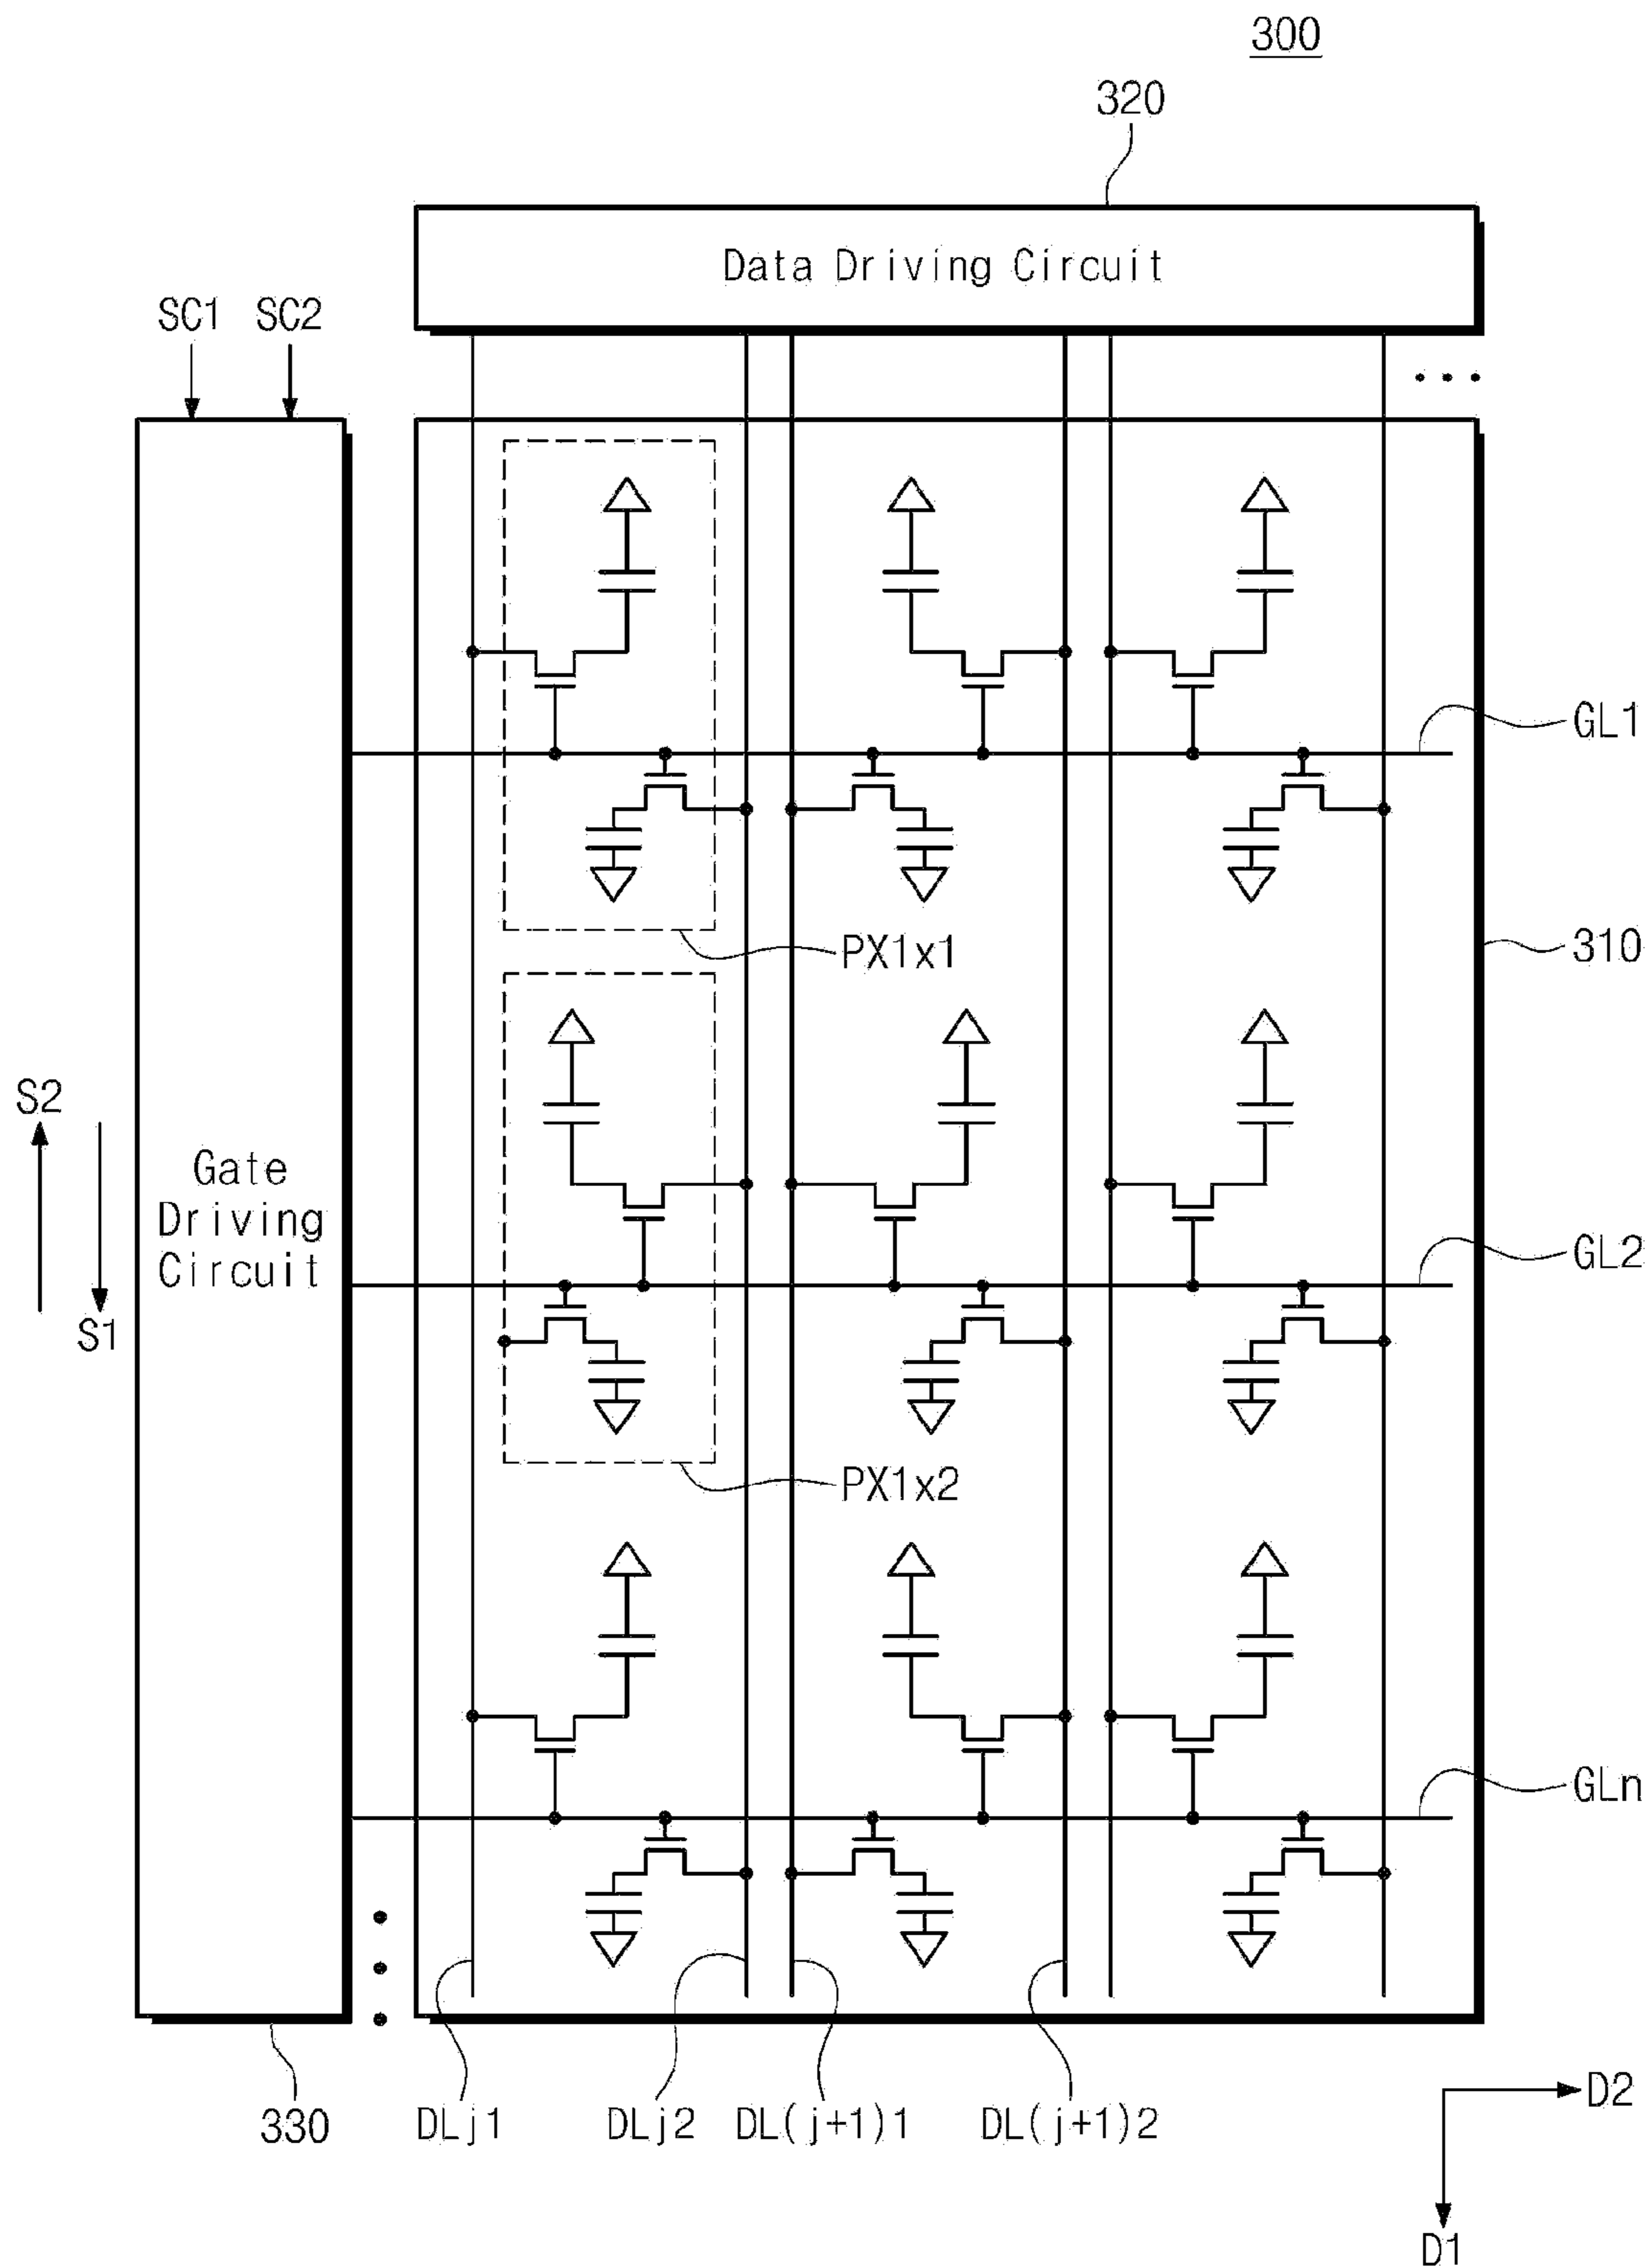 300
320
Data Driving Circuit
SC1 SC2
GL1
PX1x1
310
S2
Gate
Driving
Circuit
GL2
S1
PX1x2
GLn
330
DLj1
DLj2
DL(j+1)1
DL(j+1)2
D2
D1